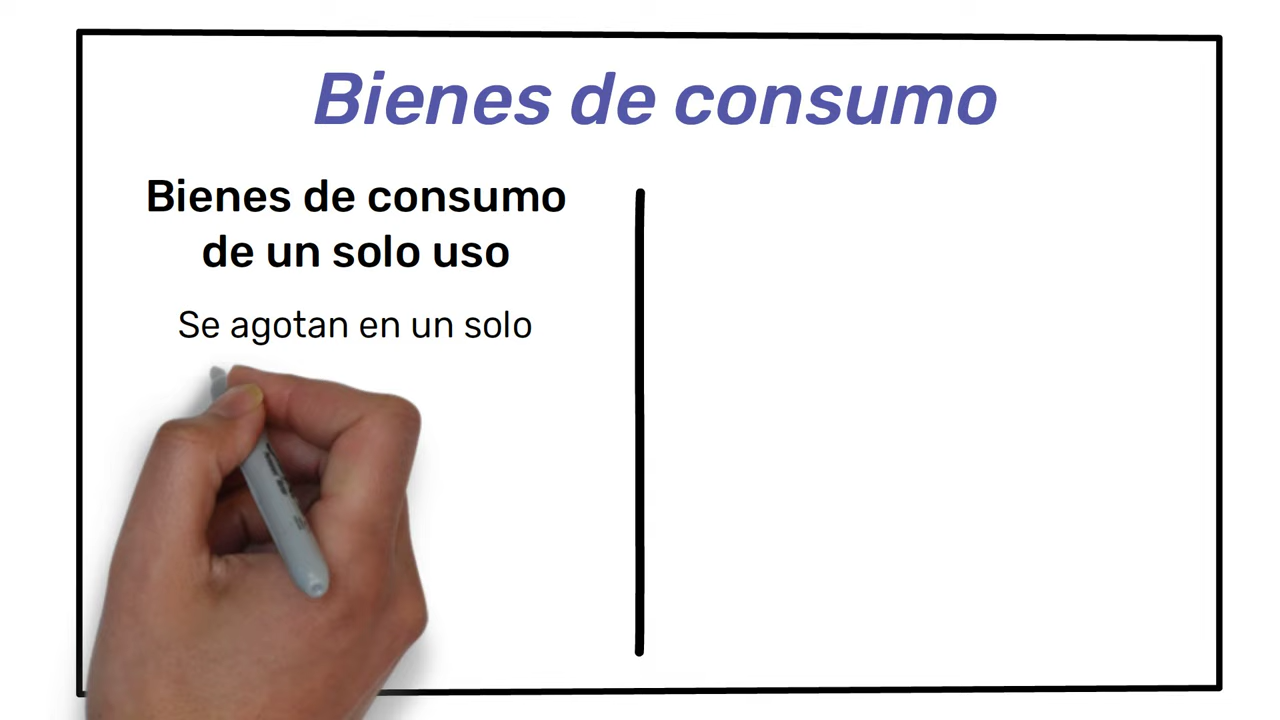 Bienes de consumo
Bienes de consumo
de un solo uso
Se agotan en un solo